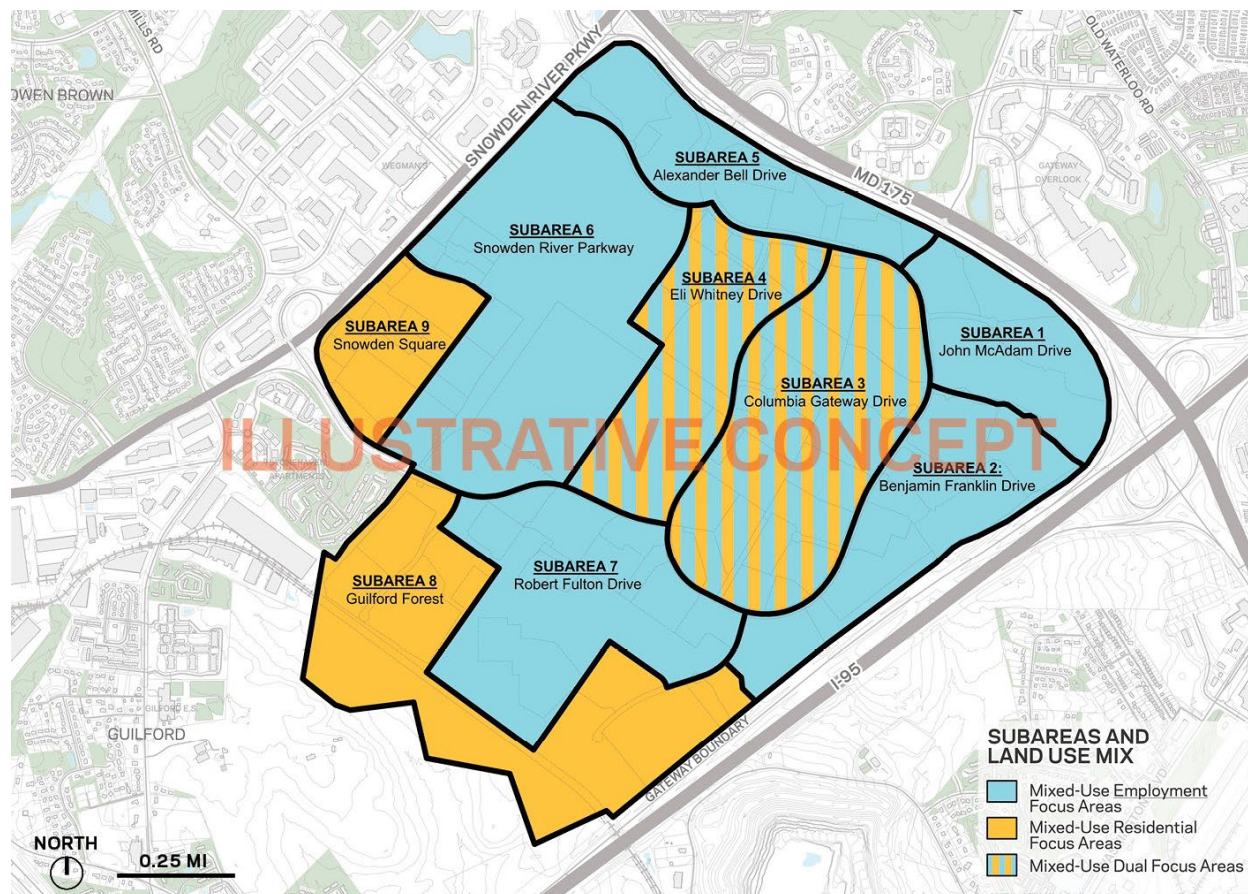 MILLS RD
OWEN BROWN
SNOWDEN RIVER PKWY
OLD WATERLOO RD
WEGMAN'S
GATEWAY
OVERLOOK
MD 175
SUBAREA 5
Alexander Bell Drive
SUBAREA 6
Snowden River Parkway
SUBAREA 4
Eli Whitney Drive
SUBAREA 9
Snowden Square
SUBAREA 1
John McAdam Drive
SUBAREA 3
Columbia Gateway Drive
ILLUSTRATIVE CONCEPT
SUBAREA 2:
Benjamin Franklin Drive
APARTMENTS
SUBAREA 7
Robert Fulton Drive
SUBAREA 8
Guilford Forest
I-95
GUILFORD E.S.
GUILFORD
GATEWAY BOUNDARY
SUBAREAS AND
LAND USE MIX
Mixed-Use Employment
Focus Areas
Mixed-Use Residential
Focus Areas
Mixed-Use Dual Focus Areas
NORTH
0.25 MI